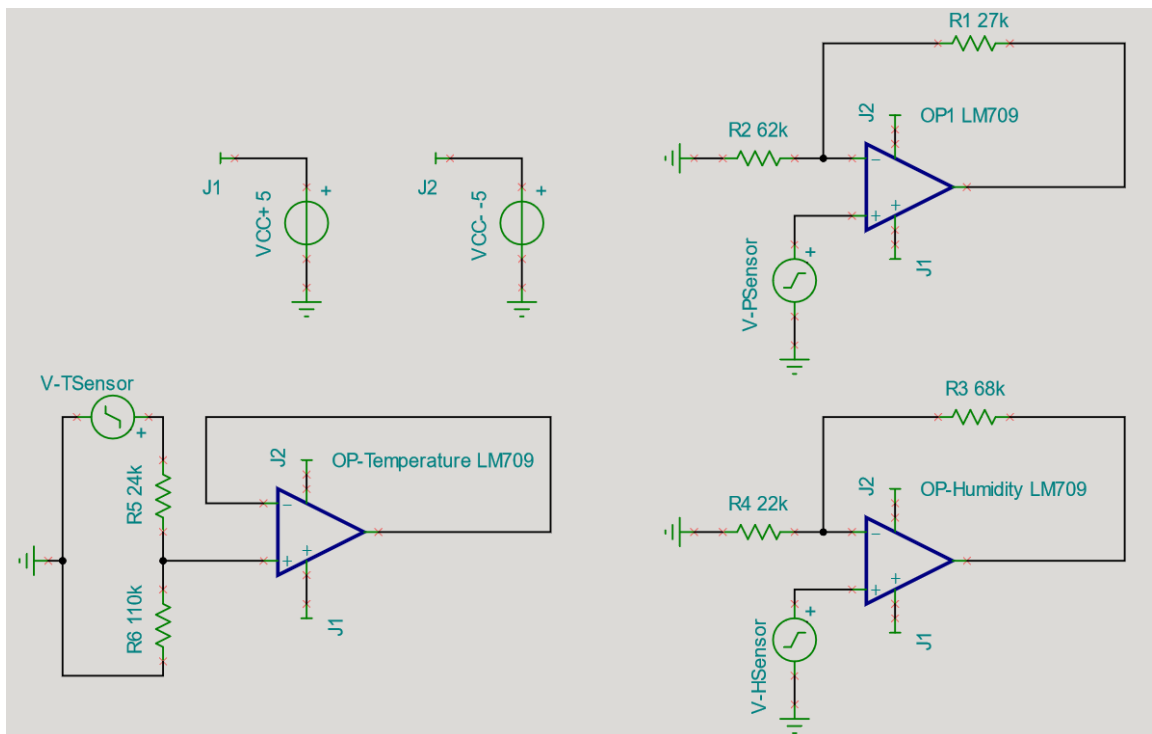 R1 27k
J2
OP1 LM709
R2 62k
J1
VCC+ 5
+
J2
VCC- -5
+
−
+
+
J1
V-PSensor
+
V-TSensor
+
R5 24k
J2
OP-Temperature LM709
−
+
+
R6 110k
J1
R3 68k
J2
OP-Humidity LM709
R4 22k
−
+
+
J1
V-HSensor
+